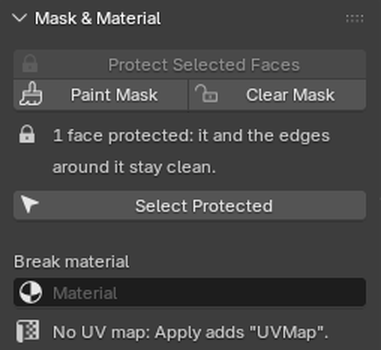 Mask & Material
Protect Selected Faces
Paint Mask
Clear Mask
1 face protected: it and the edges
around it stay clean.
Select Protected
Break material
Material
No UV map: Apply adds "UVMap".